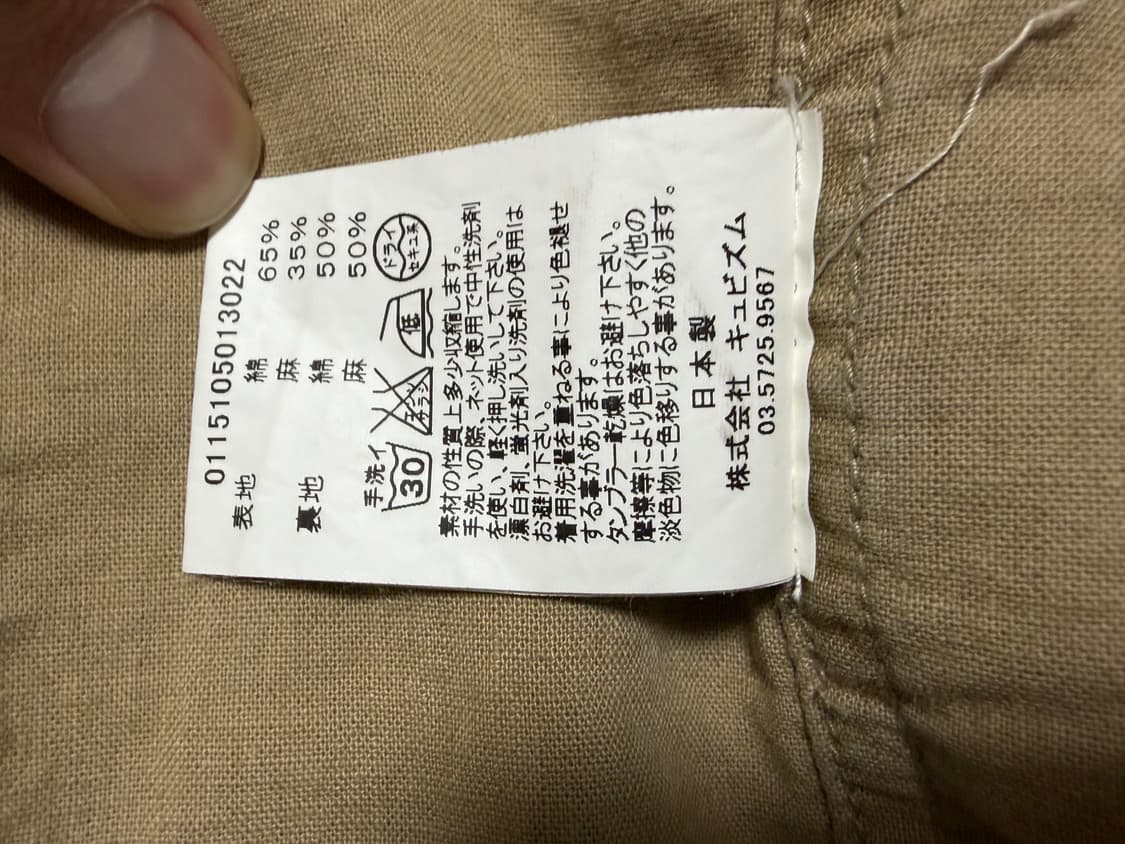 0115105013022
表地 綿 65%
麻 35%
裏地 綿 50%
麻 50%
手洗イ 30 エンソサラシ 低 ドライ セキユ系
素材の性質上多少収縮します。
手洗いの際、ネット使用で中性洗剤
を使い、軽く押し洗いして下さい。
漂白剤、蛍光剤入り洗剤の使用は
お避け下さい。
着用洗濯を重ねる事により色褪せ
する事があります。
タンブラー乾燥はお避け下さい。
摩擦等により色落ちしやすく他の
淡色物に色移りする事があります。
日本製
株式会社 キュビズム
03.5725.9567